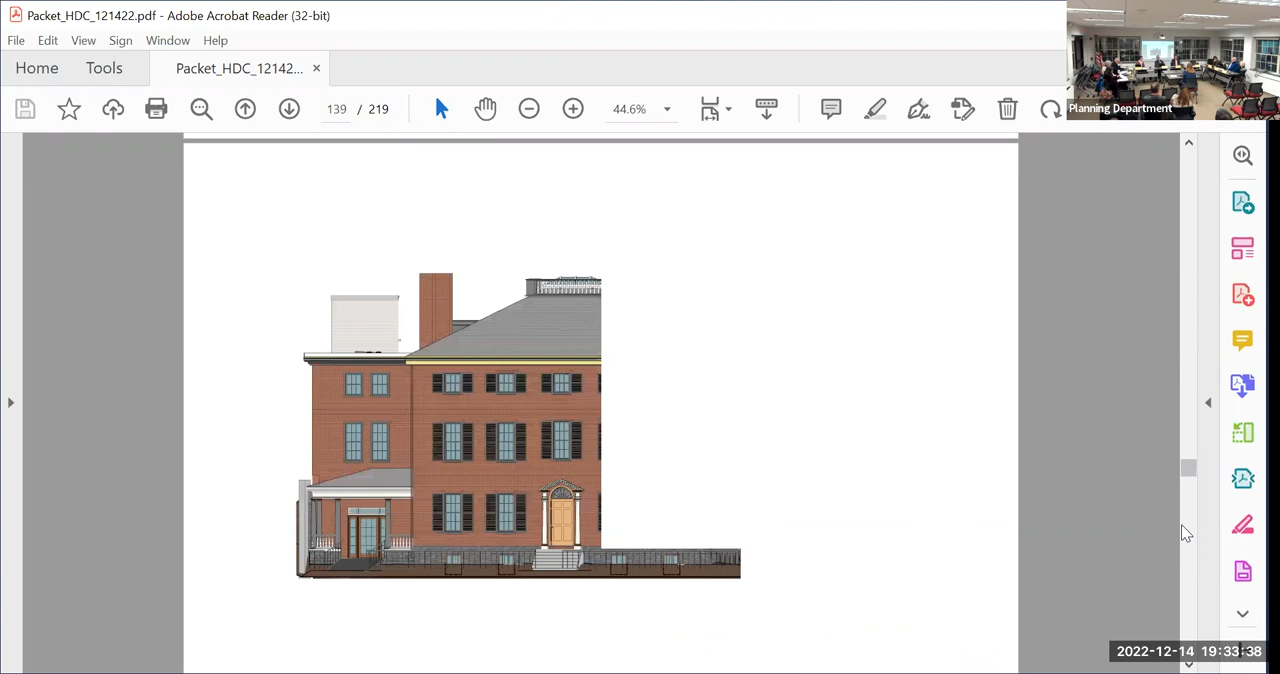 Packet_HDC_121422.pdf - Adobe Acrobat Reader (32-bit)
File Edit View Sign Window Help
Home Tools Packet_HDC_12142... ×
139 / 219 44.6%
Planning Department
2022-12-14 19:33:38